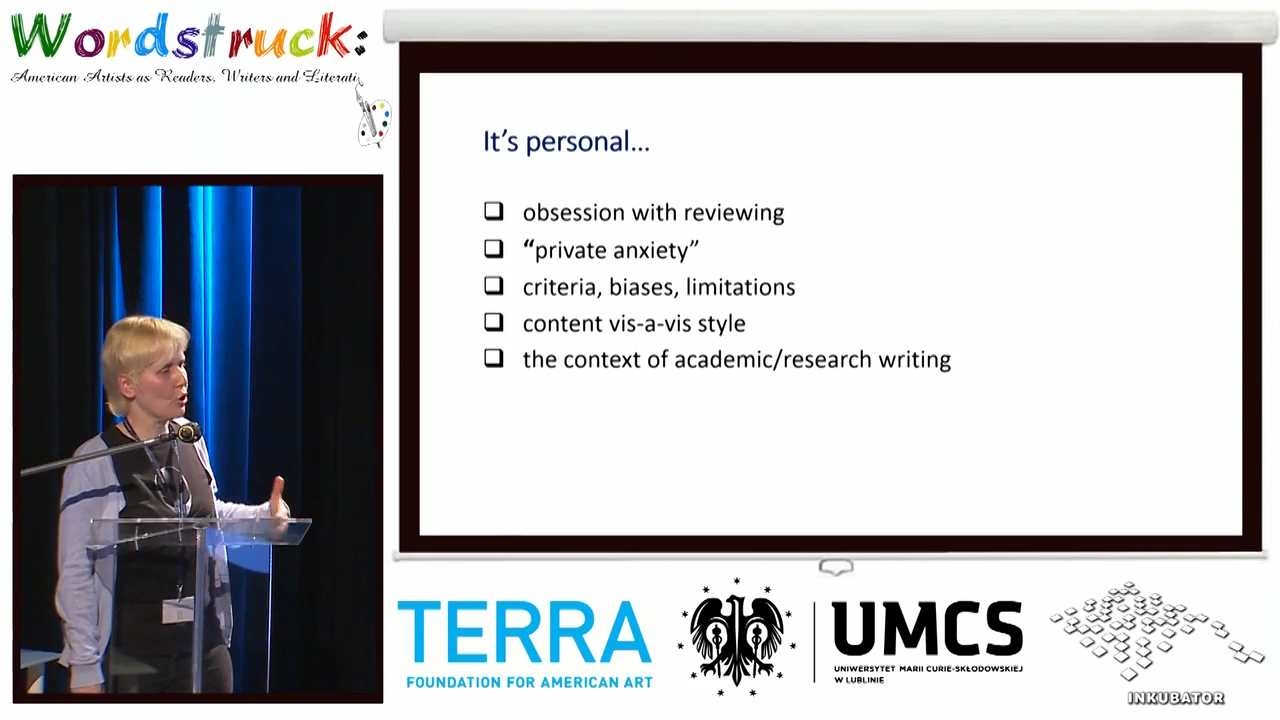 Wordstruck:
American Artists as Readers, Writers and Literati
It's personal...
obsession with reviewing
“private anxiety”
criteria, biases, limitations
content vis-a-vis style
the context of academic/research writing
TERRA
FOUNDATION FOR AMERICAN ART
UMCS
UNIWERSYTET MARII CURIE-SKŁODOWSKIEJ
W LUBLINIE
INKUBATOR